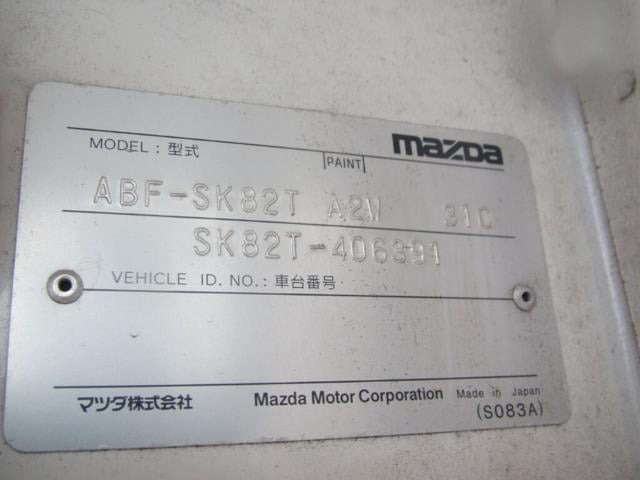 mazda
MODEL : 型式 PAINT
ABF-SK82T A2W 31C
SK82T-406391
VEHICLE ID. NO. : 車台番号
マツダ株式会社 Mazda Motor Corporation Made in Japan
(S083A)